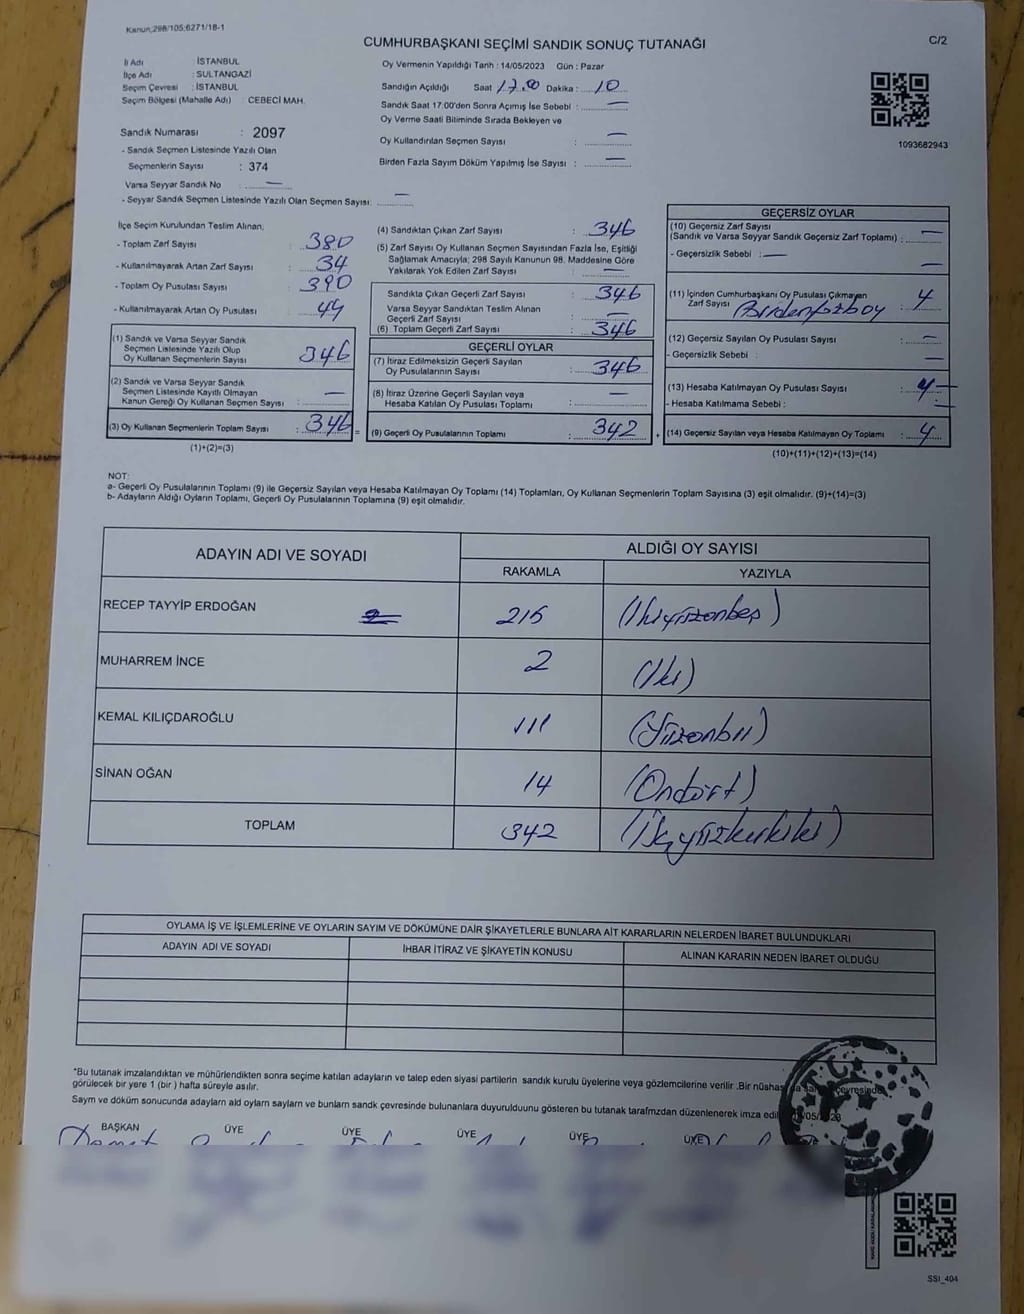 Kanun;298/105;6271/18-1
CUMHURBAŞKANI SEÇİMİ SANDIK SONUÇ TUTANAĞI
C/2
İl Adı İSTANBUL
İlçe Adı : SULTANGAZİ
Seçim Çevresi : İSTANBUL
Seçim Bölgesi (Mahalle Adı) : CEBECİ MAH.
Sandık Numarası : 2097
- Sandık Seçmen Listesinde Yazılı Olan
Seçmenlerin Sayısı : 374
Varsa Seyyar Sandık No : —
- Seyyar Sandık Seçmen Listesinde Yazılı Olan Seçmen Sayısı: —
Oy Vermenin Yapıldığı Tarih : 14/05/2023 Gün : Pazar
Sandığın Açıldığı Saat 17.00 Dakika : 10
Sandık Saat 17:00'den Sonra Açımış İse Sebebi : —
Oy Verme Saati Bitiminde Sırada Bekleyen ve
Oy Kullandırılan Seçmen Sayısı : —
Birden Fazla Sayım Döküm Yapılmış İse Sayısı : —
1093682943
İlçe Seçim Kurulundan Teslim Alınan,
- Toplam Zarf Sayısı : 380
- Kullanılmayarak Artan Zarf Sayısı : 34
- Toplam Oy Pusulası Sayısı : 390
- Kullanılmayarak Artan Oy Pusulası : 44
(1) Sandık ve Varsa Seyyar Sandık
Seçmen Listesinde Yazılı Olup
Oy Kullanan Seçmenlerin Sayısı : 346
(2) Sandık ve Varsa Seyyar Sandık
Seçmen Listesinde Kayıtlı Olmayan
Kanun Gereği Oy Kullanan Seçmen Sayısı : —
(3) Oy Kullanan Seçmenlerin Toplam Sayısı : 346 =
(1)+(2)=(3)
(4) Sandıktan Çıkan Zarf Sayısı : 346
(5) Zarf Sayısı Oy Kullanan Seçmen Sayısından Fazla İse, Eşitliği
Sağlamak Amacıyla; 298 Sayılı Kanunun 98. Maddesine Göre
Yakılarak Yok Edilen Zarf Sayısı : —
Sandıkta Çıkan Geçerli Zarf Sayısı : 346
Varsa Seyyar Sandıktan Teslim Alınan
Geçerli Zarf Sayısı : —
(6) Toplam Geçerli Zarf Sayısı : 346
GEÇERLİ OYLAR
(7) İtiraz Edilmeksizin Geçerli Sayılan
Oy Pusulalarının Sayısı : 346
(8) İtiraz Üzerine Geçerli Sayılan veya
Hesaba Katılan Oy Pusulası Toplamı : —
(9) Geçerli Oy Pusulalarının Toplamı : 342 +
GEÇERSİZ OYLAR
(10) Geçersiz Zarf Sayısı
(Sandık ve Varsa Seyyar Sandık Geçersiz Zarf Toplamı) : —
- Geçersizlik Sebebi : — —
(11) İçinden Cumhurbaşkanı Oy Pusulası Çıkmayan
Zarf Sayısı : 4
(12) Geçersiz Sayılan Oy Pusulası Sayısı : —
- Geçersizlik Sebebi : —
(13) Hesaba Katılmayan Oy Pusulası Sayısı : 4 —
- Hesaba Katılmama Sebebi : —
(14) Geçersiz Sayılan veya Hesaba Katılmayan Oy Toplamı : 4
(10)+(11)+(12)+(13)=(14)
NOT:
a- Geçerli Oy Pusulalarının Toplamı (9) ile Geçersiz Sayılan veya Hesaba Katılmayan Oy Toplamı (14) Toplamları, Oy Kullanan Seçmenlerin Toplam Sayısına (3) eşit olmalıdır. (9)+(14)=(3)
b- Adayların Aldığı Oyların Toplamı, Geçerli Oy Pusulalarının Toplamına (9) eşit olmalıdır.
ADAYIN ADI VE SOYADI
ALDIĞI OY SAYISI
RAKAMLA YAZIYLA
RECEP TAYYİP ERDOĞAN 215 (İkiyüzonbeş)
MUHARREM İNCE 2 (İki)
KEMAL KILIÇDAROĞLU 111 (Yüzonbir)
SİNAN OĞAN 14 (Ondört)
TOPLAM 342 (Üçyüzkırkiki)
OYLAMA İŞ VE İŞLEMLERİNE VE OYLARIN SAYIM VE DÖKÜMÜNE DAİR ŞİKAYETLERLE BUNLARA AİT KARARLARIN NELERDEN İBARET BULUNDUKLARI
ADAYIN ADI VE SOYADI İHBAR İTİRAZ VE ŞİKAYETİN KONUSU ALINAN KARARIN NEDEN İBARET OLDUĞU
"Bu tutanak imzalandıktan ve mühürlendikten sonra seçime katılan adayların ve talep eden siyasi partilerin sandık kurulu üyelerine veya gözlemcilerine verilir .Bir nüshası da sandık çevresinde
görülecek bir yere 1 (bir ) hafta süreyle asılır.
Saym ve döküm sonucunda adaylarn ald oylarn saylarn ve bunlarn sandk çevresinde bulunanlara duyurulduunu gösteren bu tutanak tarafmzdan düzenlenerek imza edil
BAŞKAN ÜYE ÜYE ÜYE ÜYE ÜYE
SSI_404